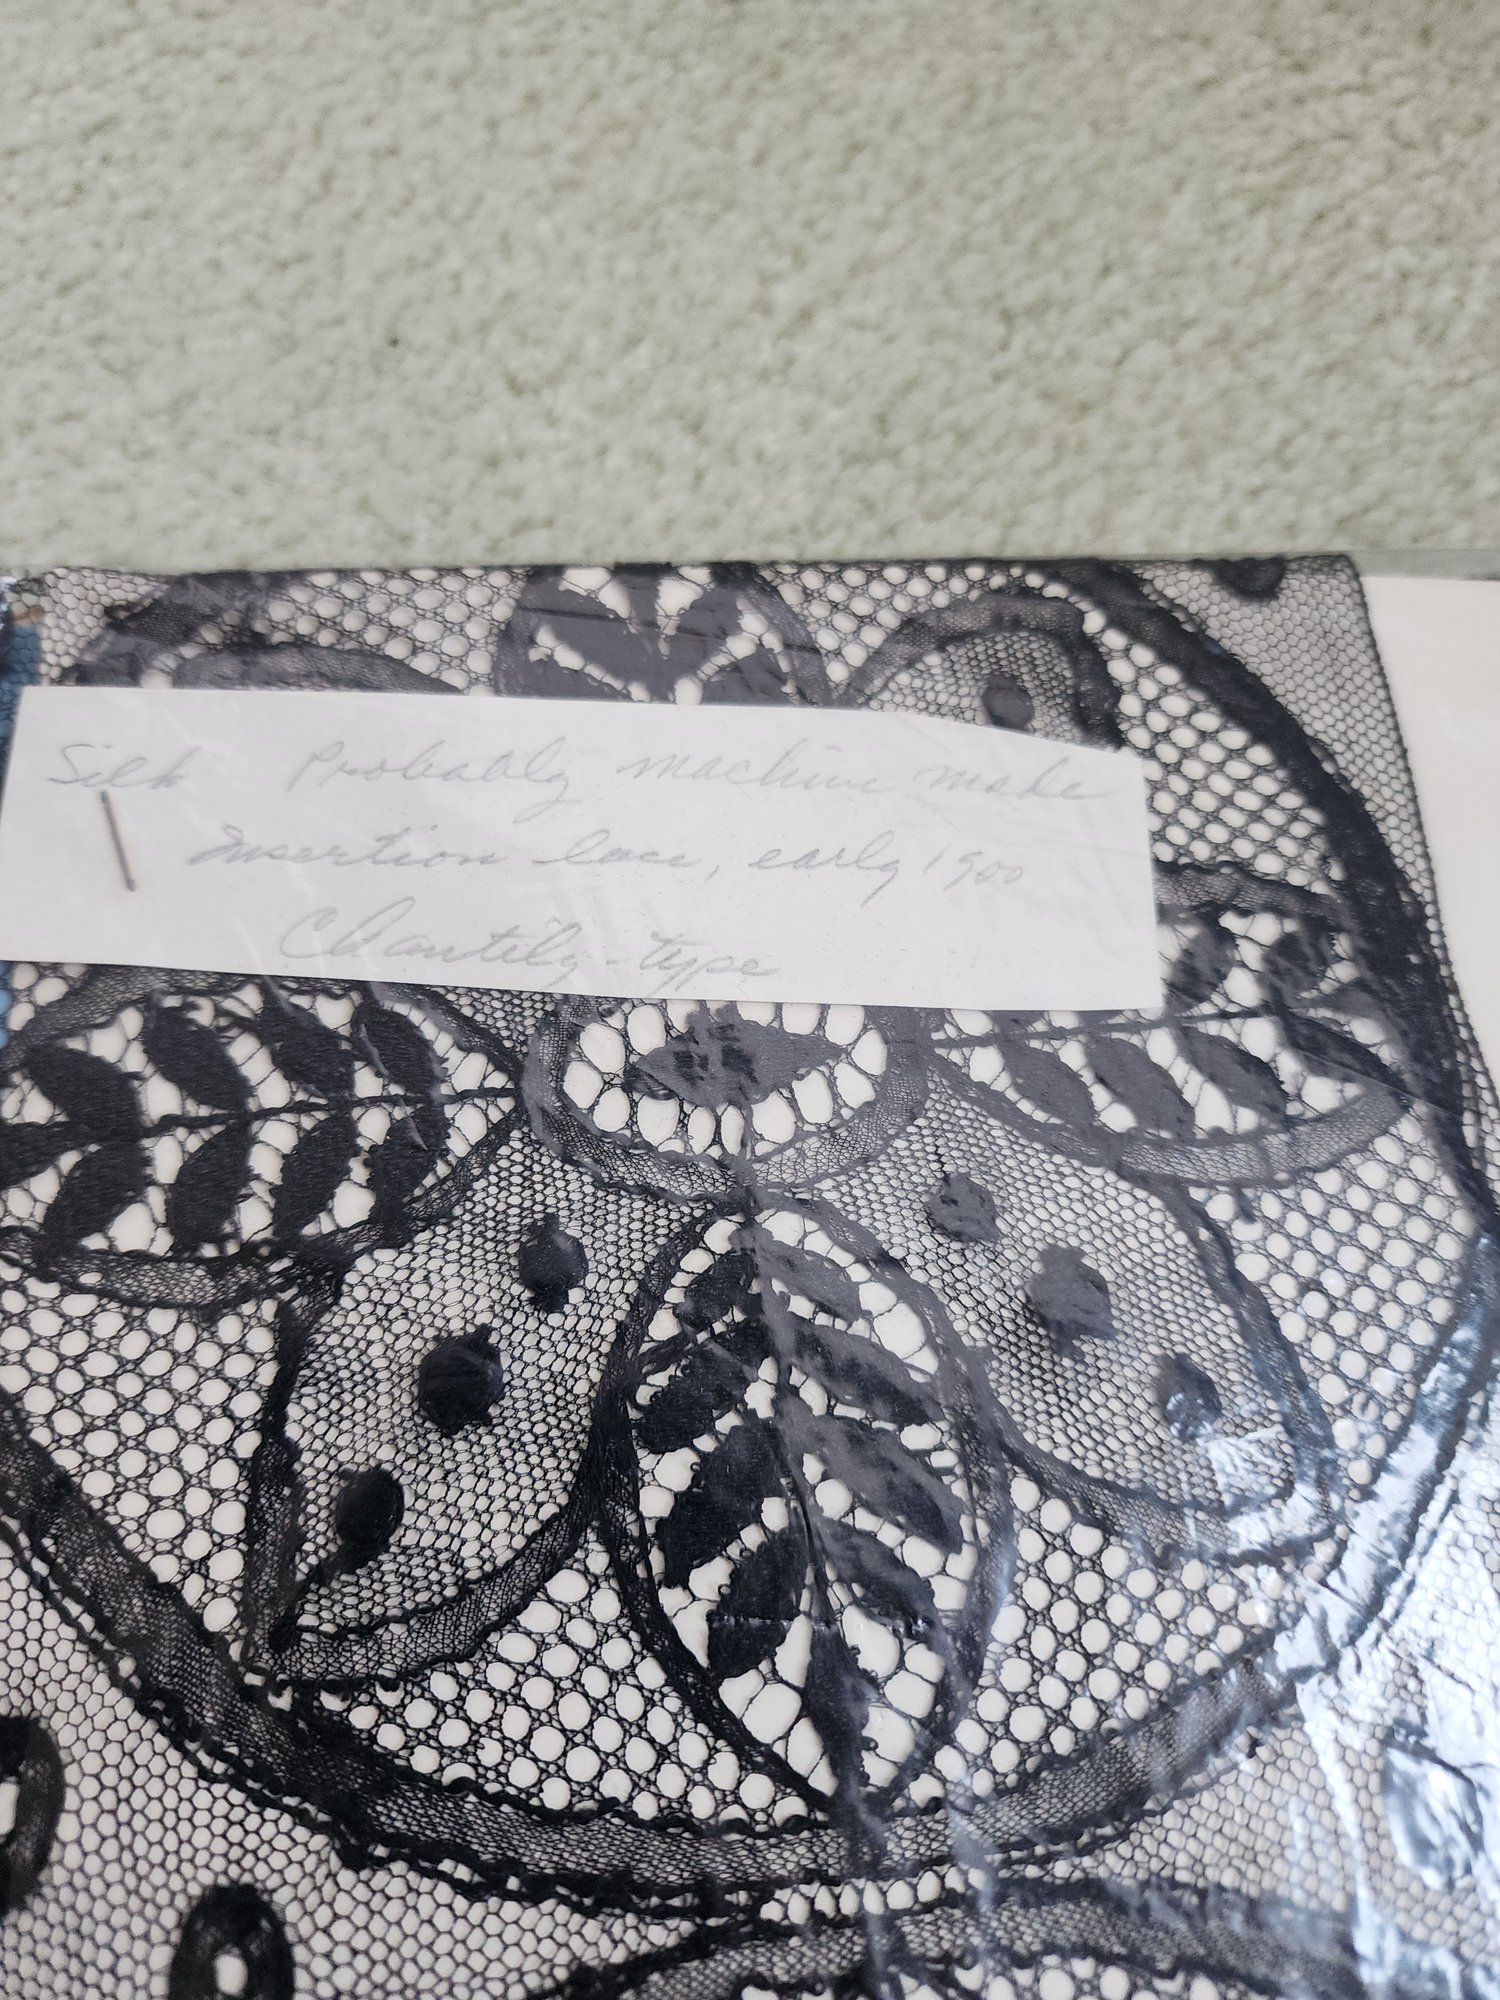 Silk Probably machine made
Insertion lace, early 1900
Chantily-type